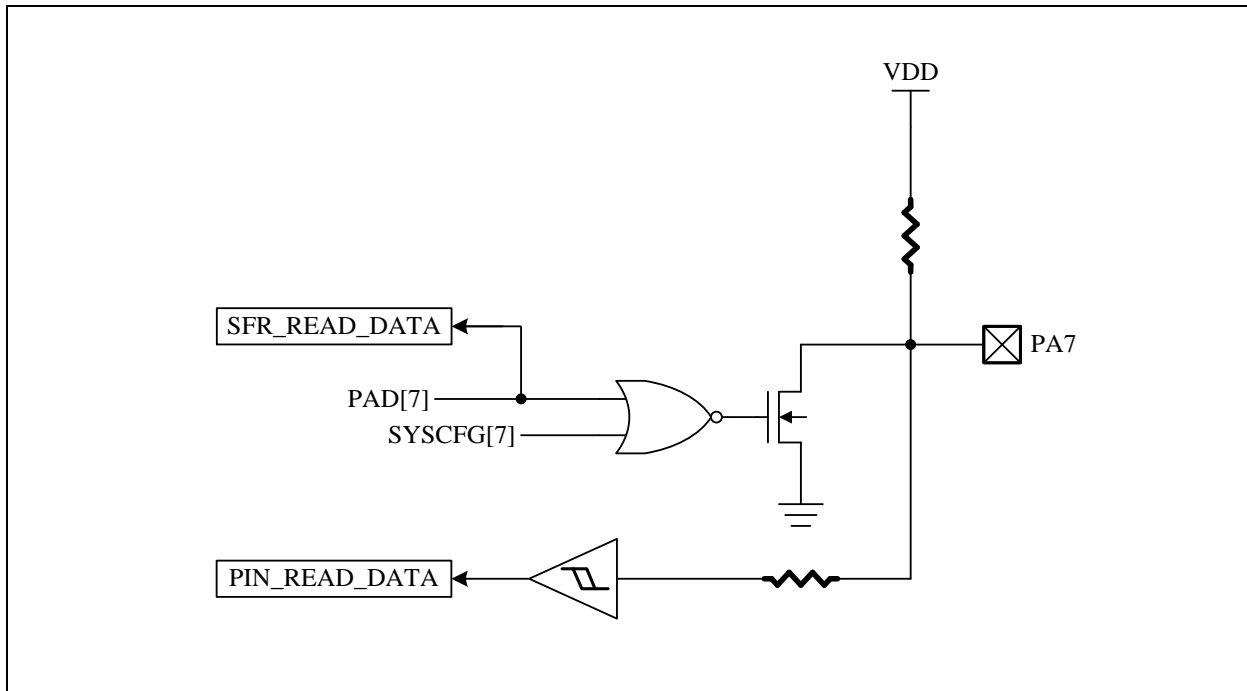 VDD
SFR_READ_DATA
PA7
PAD[7]
SYSCFG[7]
PIN_READ_DATA